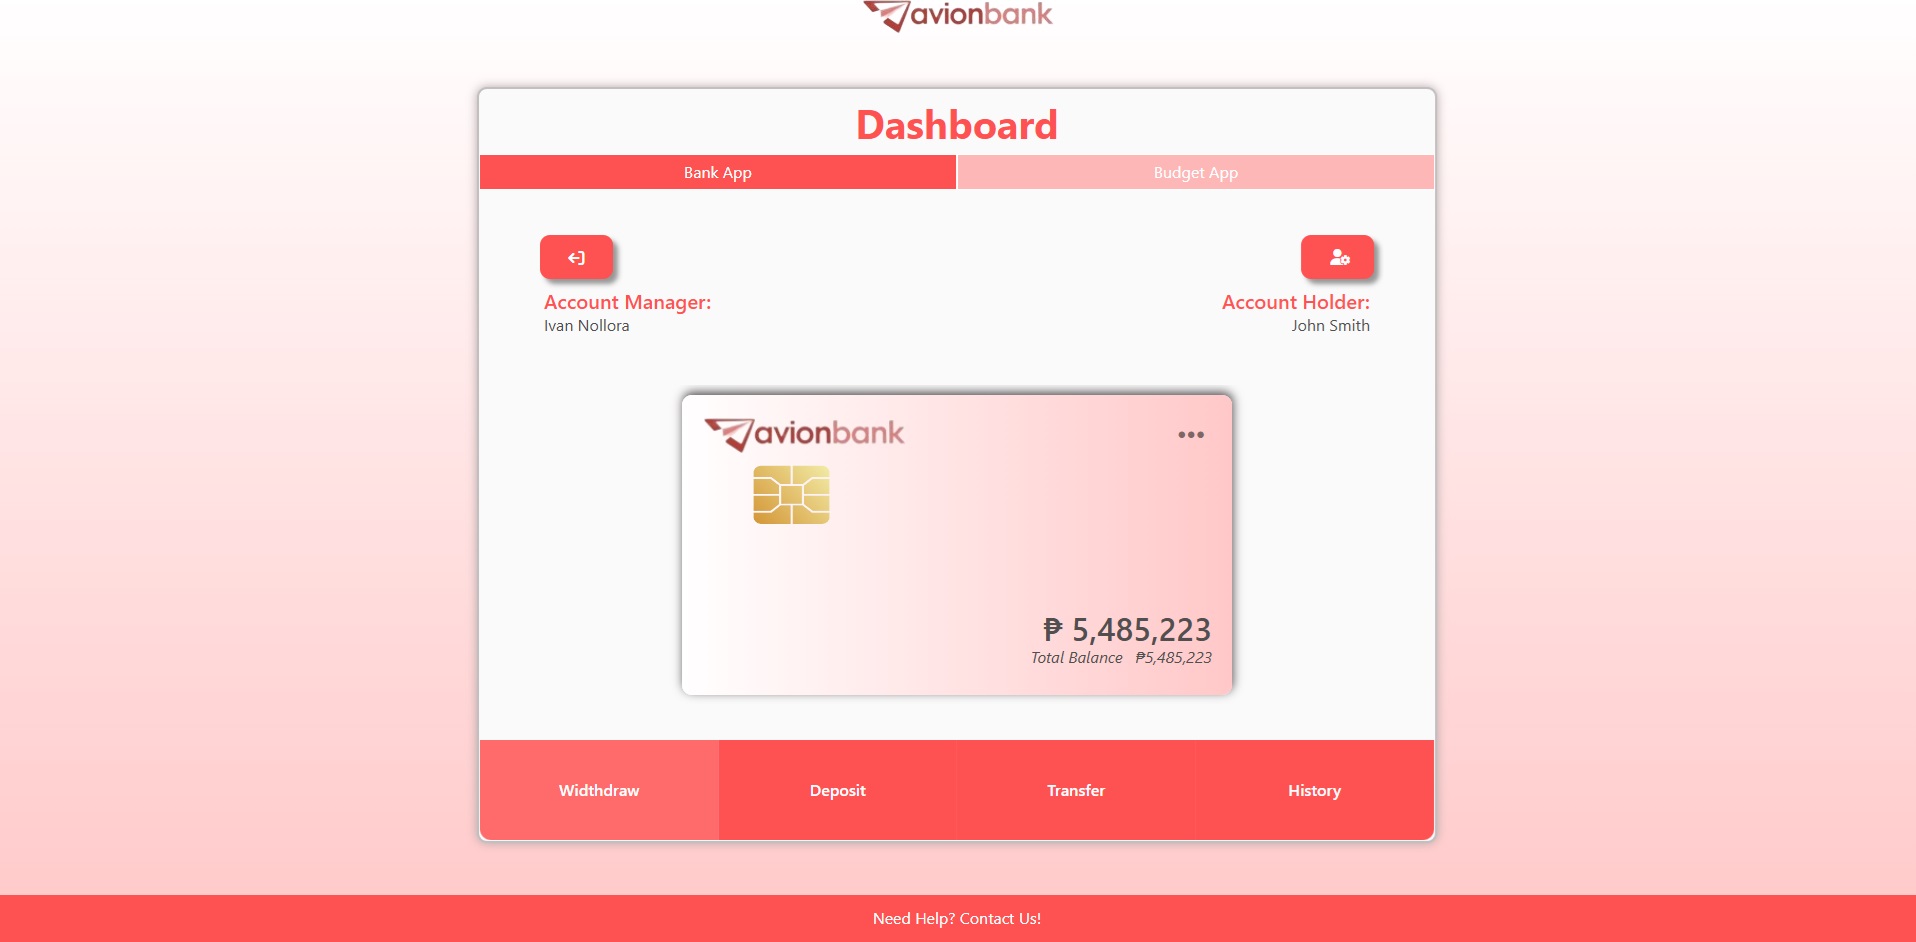 avionbank
Dashboard
Bank App
Budget App
Account Manager:
Ivan Nollora
Account Holder:
John Smith
avionbank
₱ 5,485,223
Total Balance ₱5,485,223
Widthdraw
Deposit
Transfer
History
Need Help? Contact Us!